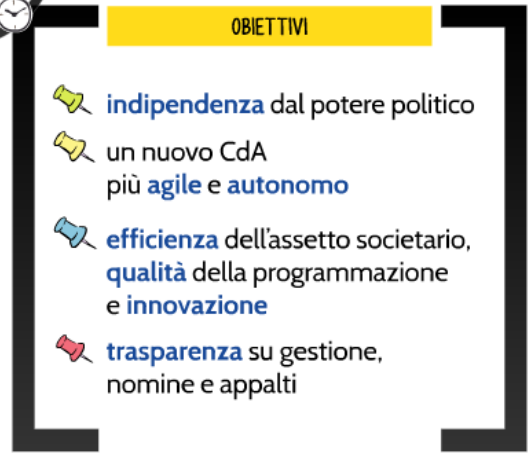 OBIETTIVI
indipendenza dal potere politico
un nuovo CdA
più agile e autonomo
efficienza dell'assetto societario,
qualità della programmazione
e innovazione
trasparenza su gestione,
nomine e appalti